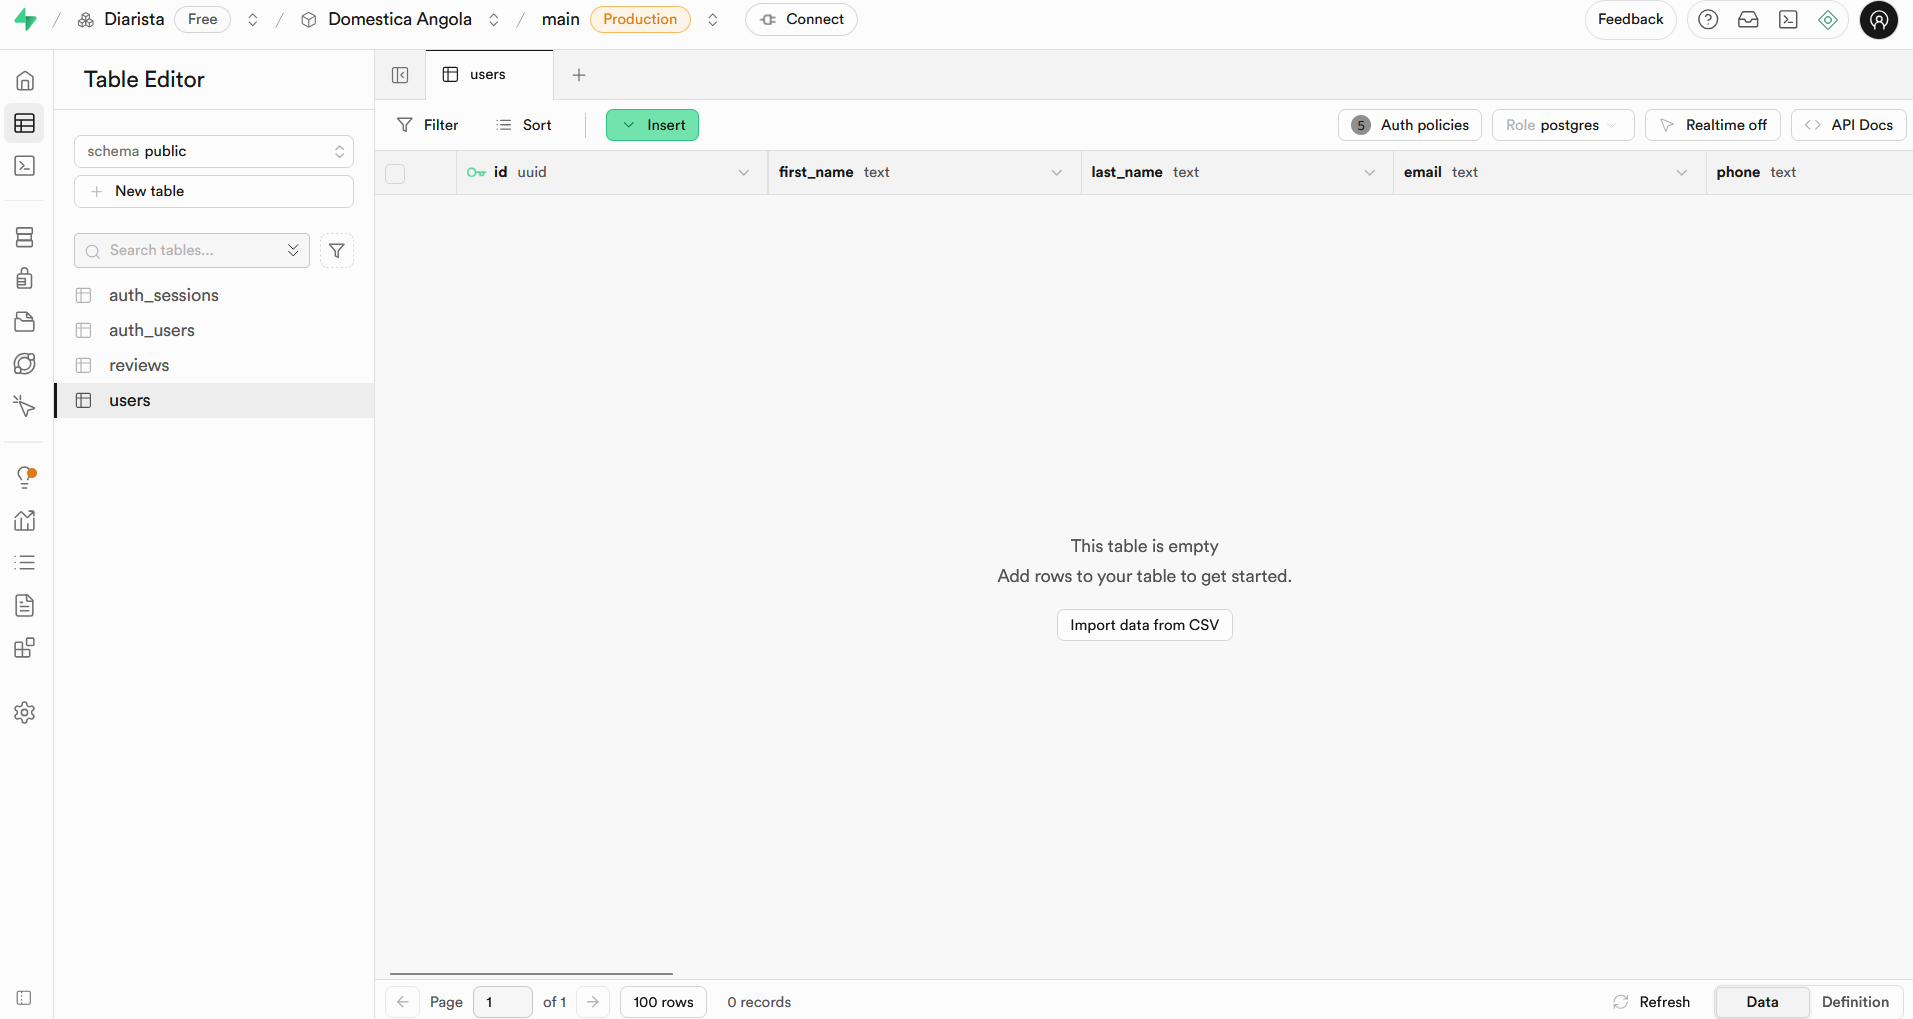 / Diarista Free / Domestica Angola / main Production Connect Feedback
Table Editor
users
Filter Sort Insert 5 Auth policies Role postgres Realtime off API Docs
schema public
New table
Search tables...
auth_sessions
auth_users
reviews
users
id uuid first_name text last_name text email text phone text
This table is empty
Add rows to your table to get started.
Import data from CSV
Page 1 of 1 100 rows 0 records Refresh Data Definition